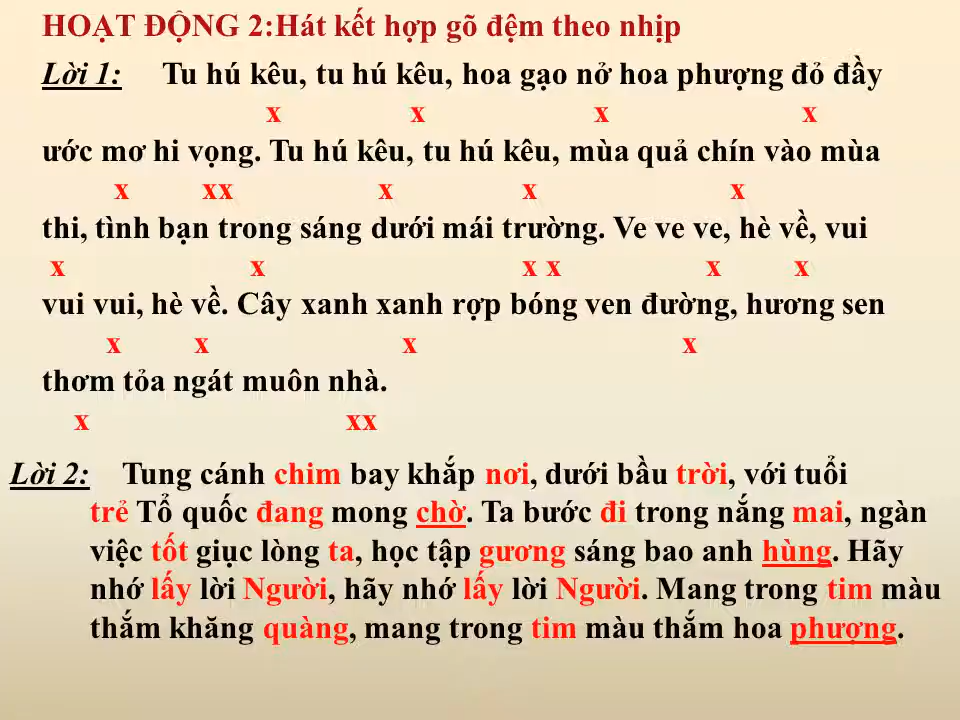 HOẠT ĐỘNG 2:Hát kết hợp gõ đệm theo nhịp
Lời 1: Tu hú kêu, tu hú kêu, hoa gạo nở hoa phượng đỏ đầy
x x x x
ước mơ hi vọng. Tu hú kêu, tu hú kêu, mùa quả chín vào mùa
x xx x x x
thi, tình bạn trong sáng dưới mái trường. Ve ve ve, hè về, vui
x x x x x x
vui vui, hè về. Cây xanh xanh rợp bóng ven đường, hương sen
x x x x
thơm tỏa ngát muôn nhà.
x xx
Lời 2: Tung cánh chim bay khắp nơi, dưới bầu trời, với tuổi
trẻ Tổ quốc đang mong chờ. Ta bước đi trong nắng mai, ngàn
việc tốt giục lòng ta, học tập gương sáng bao anh hùng. Hãy
nhớ lấy lời Người, hãy nhớ lấy lời Người. Mang trong tim màu
thắm khăng quàng, mang trong tim màu thắm hoa phượng.